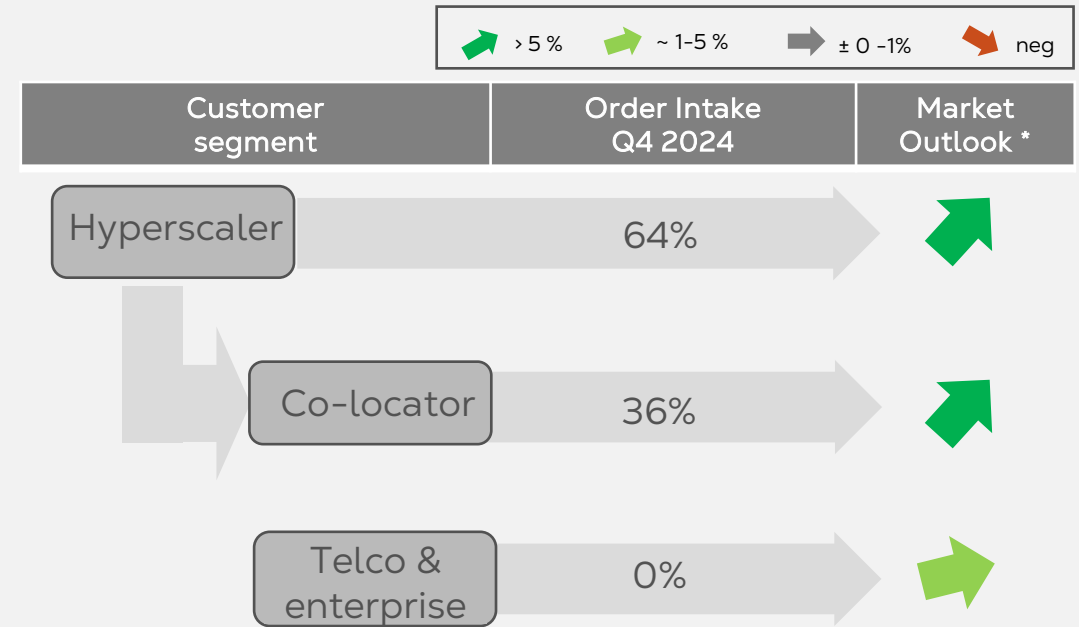 > 5 %
~ 1-5 %
± 0 -1%
neg
Customer
segment
Order Intake
Q4 2024
Market
Outlook *
Hyperscaler
64%
Co-locator
36%
Telco &
enterprise
0%